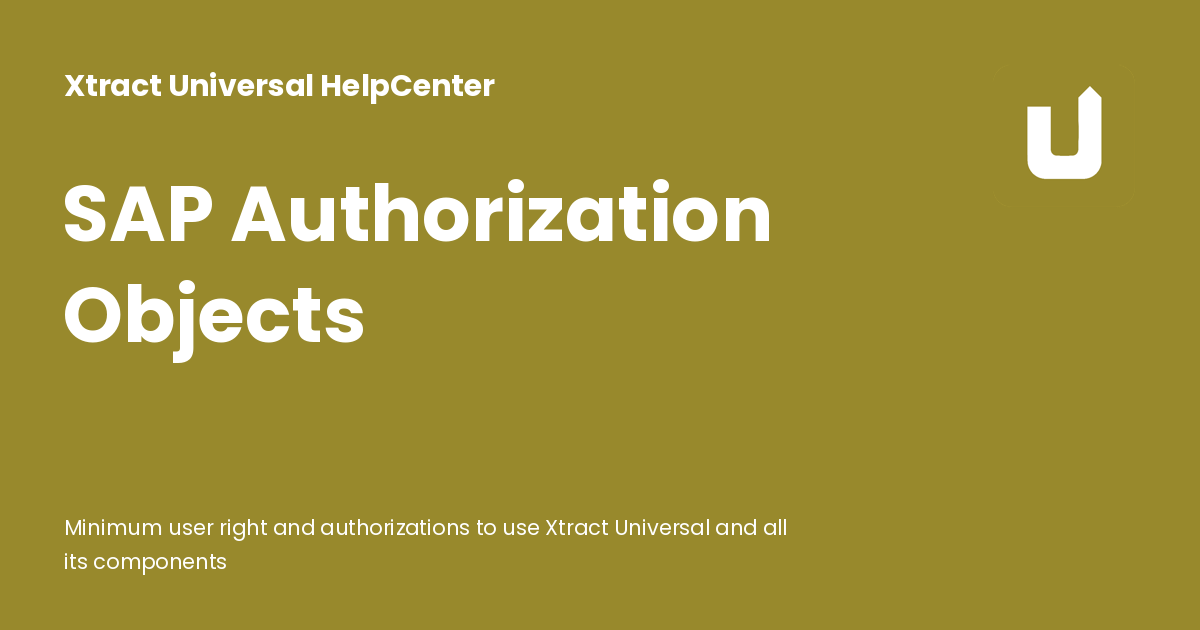 Xtract Universal HelpCenter
SAP Authorization
Objects
Minimum user right and authorizations to use Xtract Universal and all
its components